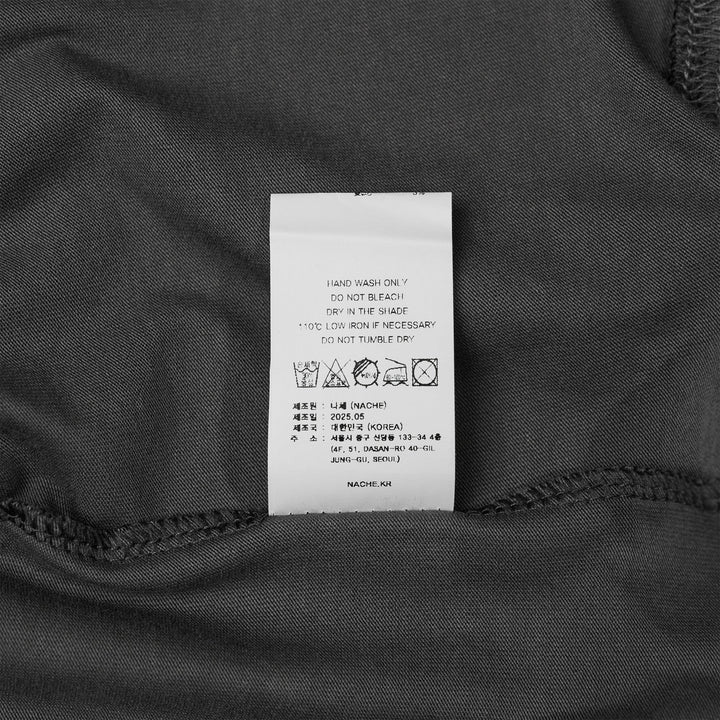 5%
HAND WASH ONLY
DO NOT BLEACH
DRY IN THE SHADE
110℃ LOW IRON IF NECESSARY
DO NOT TUMBLE DRY
제조원 : 나체 (NACHE)
제조일 : 2025.05
제조국 : 대한민국 (KOREA)
주 소 : 서울시 중구 신당동 133-34 4층
(4F, 51, DASAN-RO 40-GIL
JUNG-GU, SEOUL)
NACHE.KR